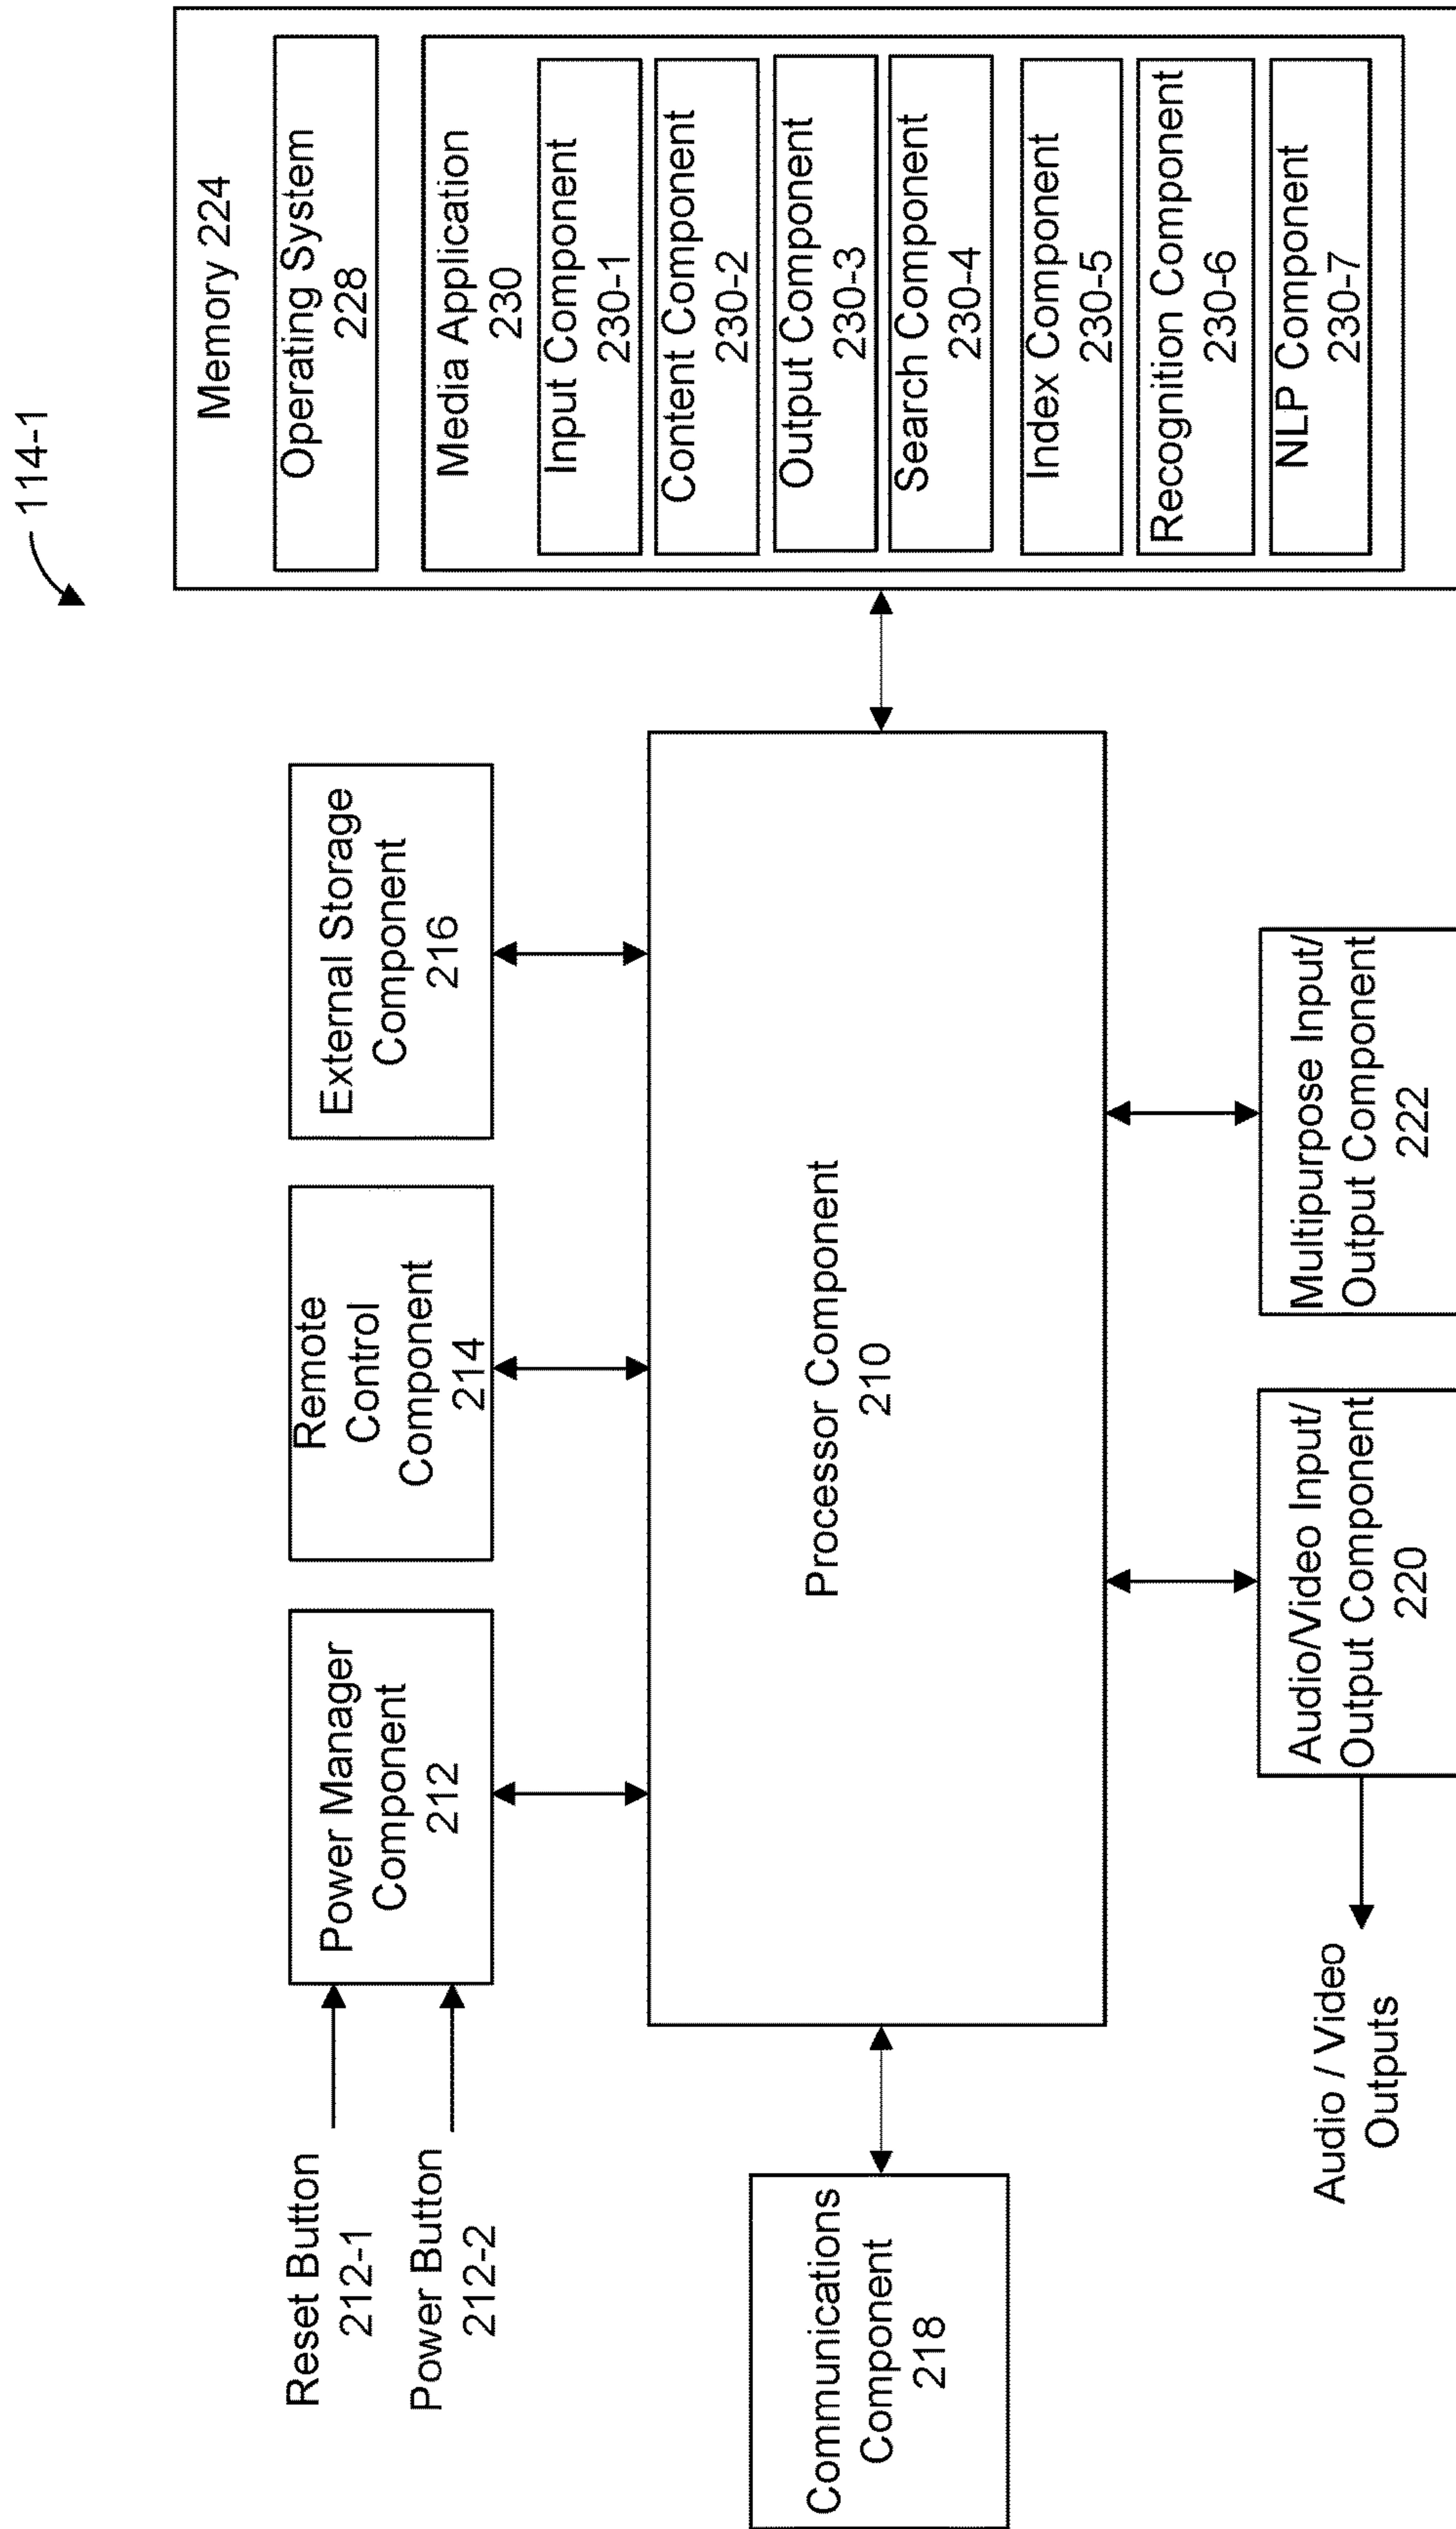 114-1
Reset Button
212-1
Power Button
212-2
Power Manager
Component
212
Remote
Control
Component
214
External Storage
Component
216
Communications
Component
218
Processor Component
210
Audio / Video
Outputs
Audio/Video Input/
Output Component
220
Multipurpose Input/
Output Component
222
Memory 224
Operating System
228
Media Application
230
Input Component
230-1
Content Component
230-2
Output Component
230-3
Search Component
230-4
Index Component
230-5
Recognition Component
230-6
NLP Component
230-7